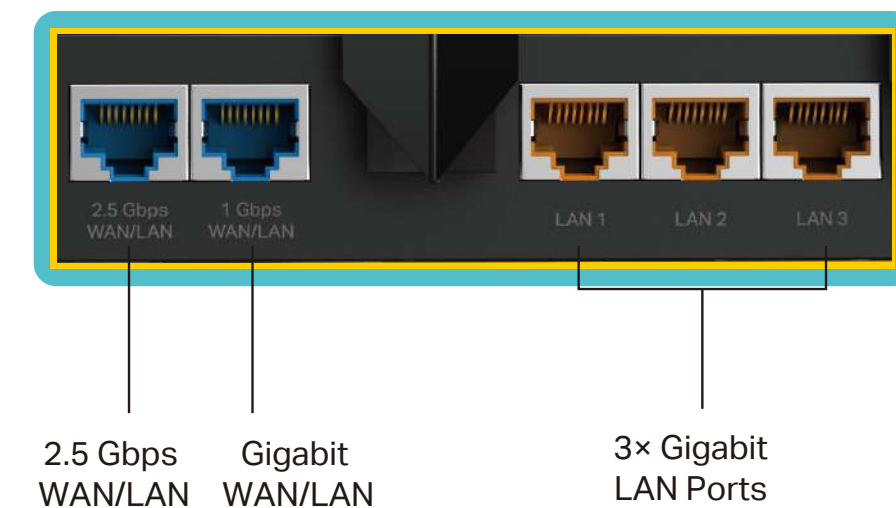 2.5 Gbps
WAN/LAN
1 Gbps
WAN/LAN
LAN 1
LAN 2
LAN 3
2.5 Gbps
WAN/LAN
Gigabit
WAN/LAN
3× Gigabit
LAN Ports